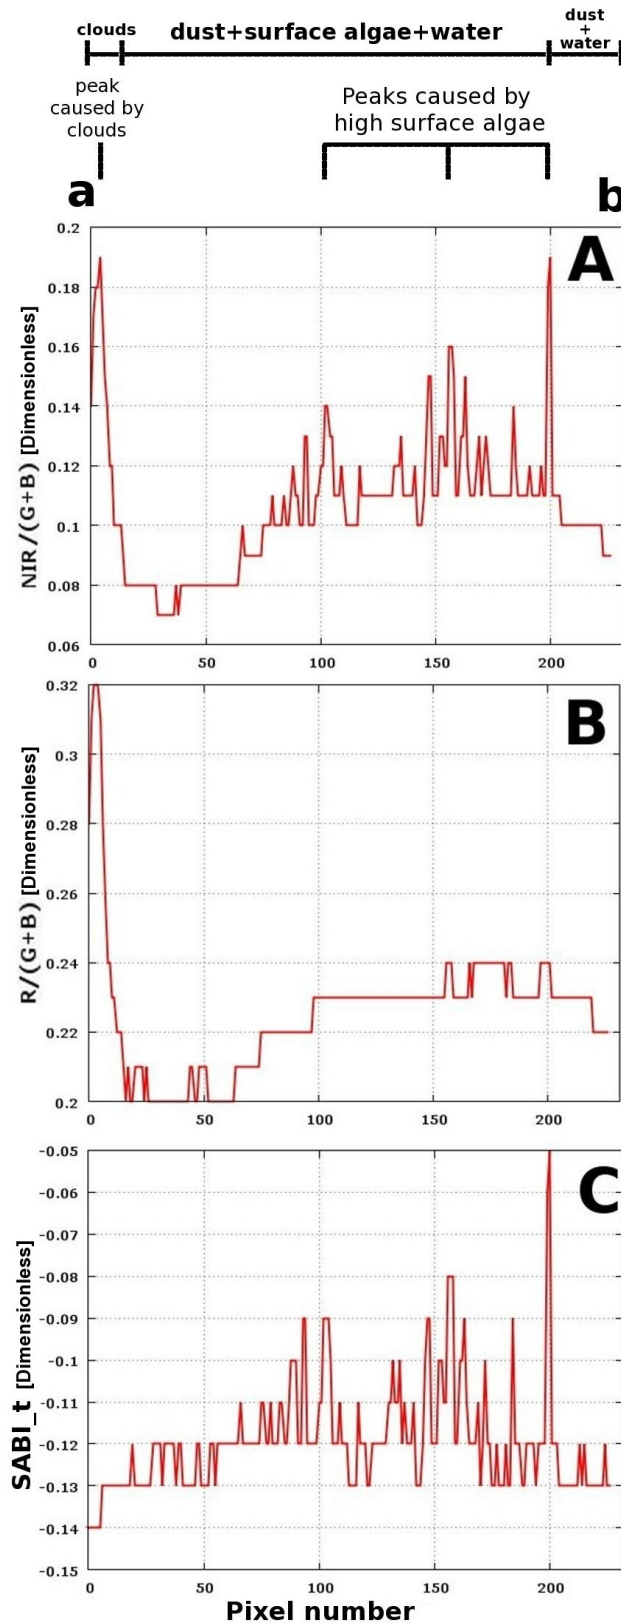 clouds
dust+surface algae+water
dust
+
water
peak
caused by
clouds
Peaks caused by
high surface algae
a
b
A
NIR/(G+B) [Dimensionless]
0.2
0.18
0.16
0.14
0.12
0.1
0.08
0.06
0
50
100
150
200
B
R/(G+B) [Dimensionless]
0.32
0.3
0.28
0.26
0.24
0.22
0.2
0
50
100
150
200
C
SABI_t [Dimensionless]
-0.05
-0.06
-0.07
-0.08
-0.09
-0.1
-0.11
-0.12
-0.13
-0.14
-0.15
0
50
100
150
200
Pixel number